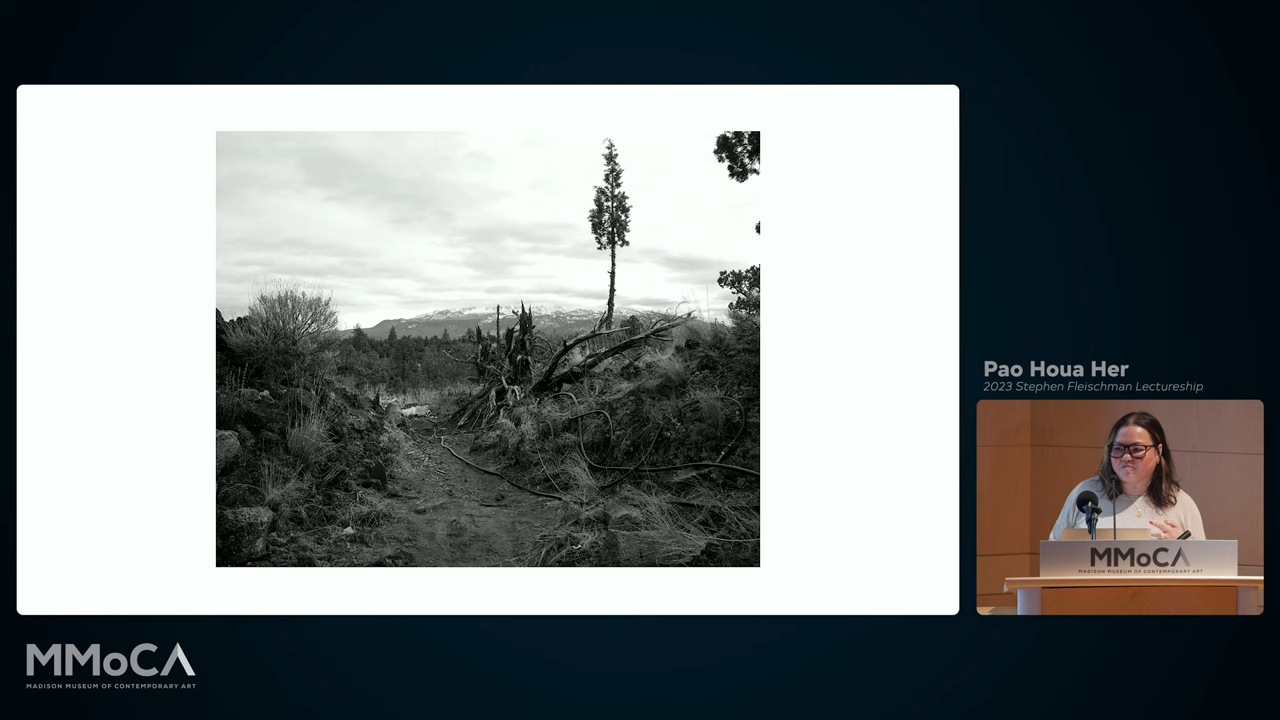 Pao Houa Her
2023 Stephen Fleischman Lectureship
MMoCA
MADISON MUSEUM OF CONTEMPORARY ART
MMoCA
MADISON MUSEUM OF CONTEMPORARY ART